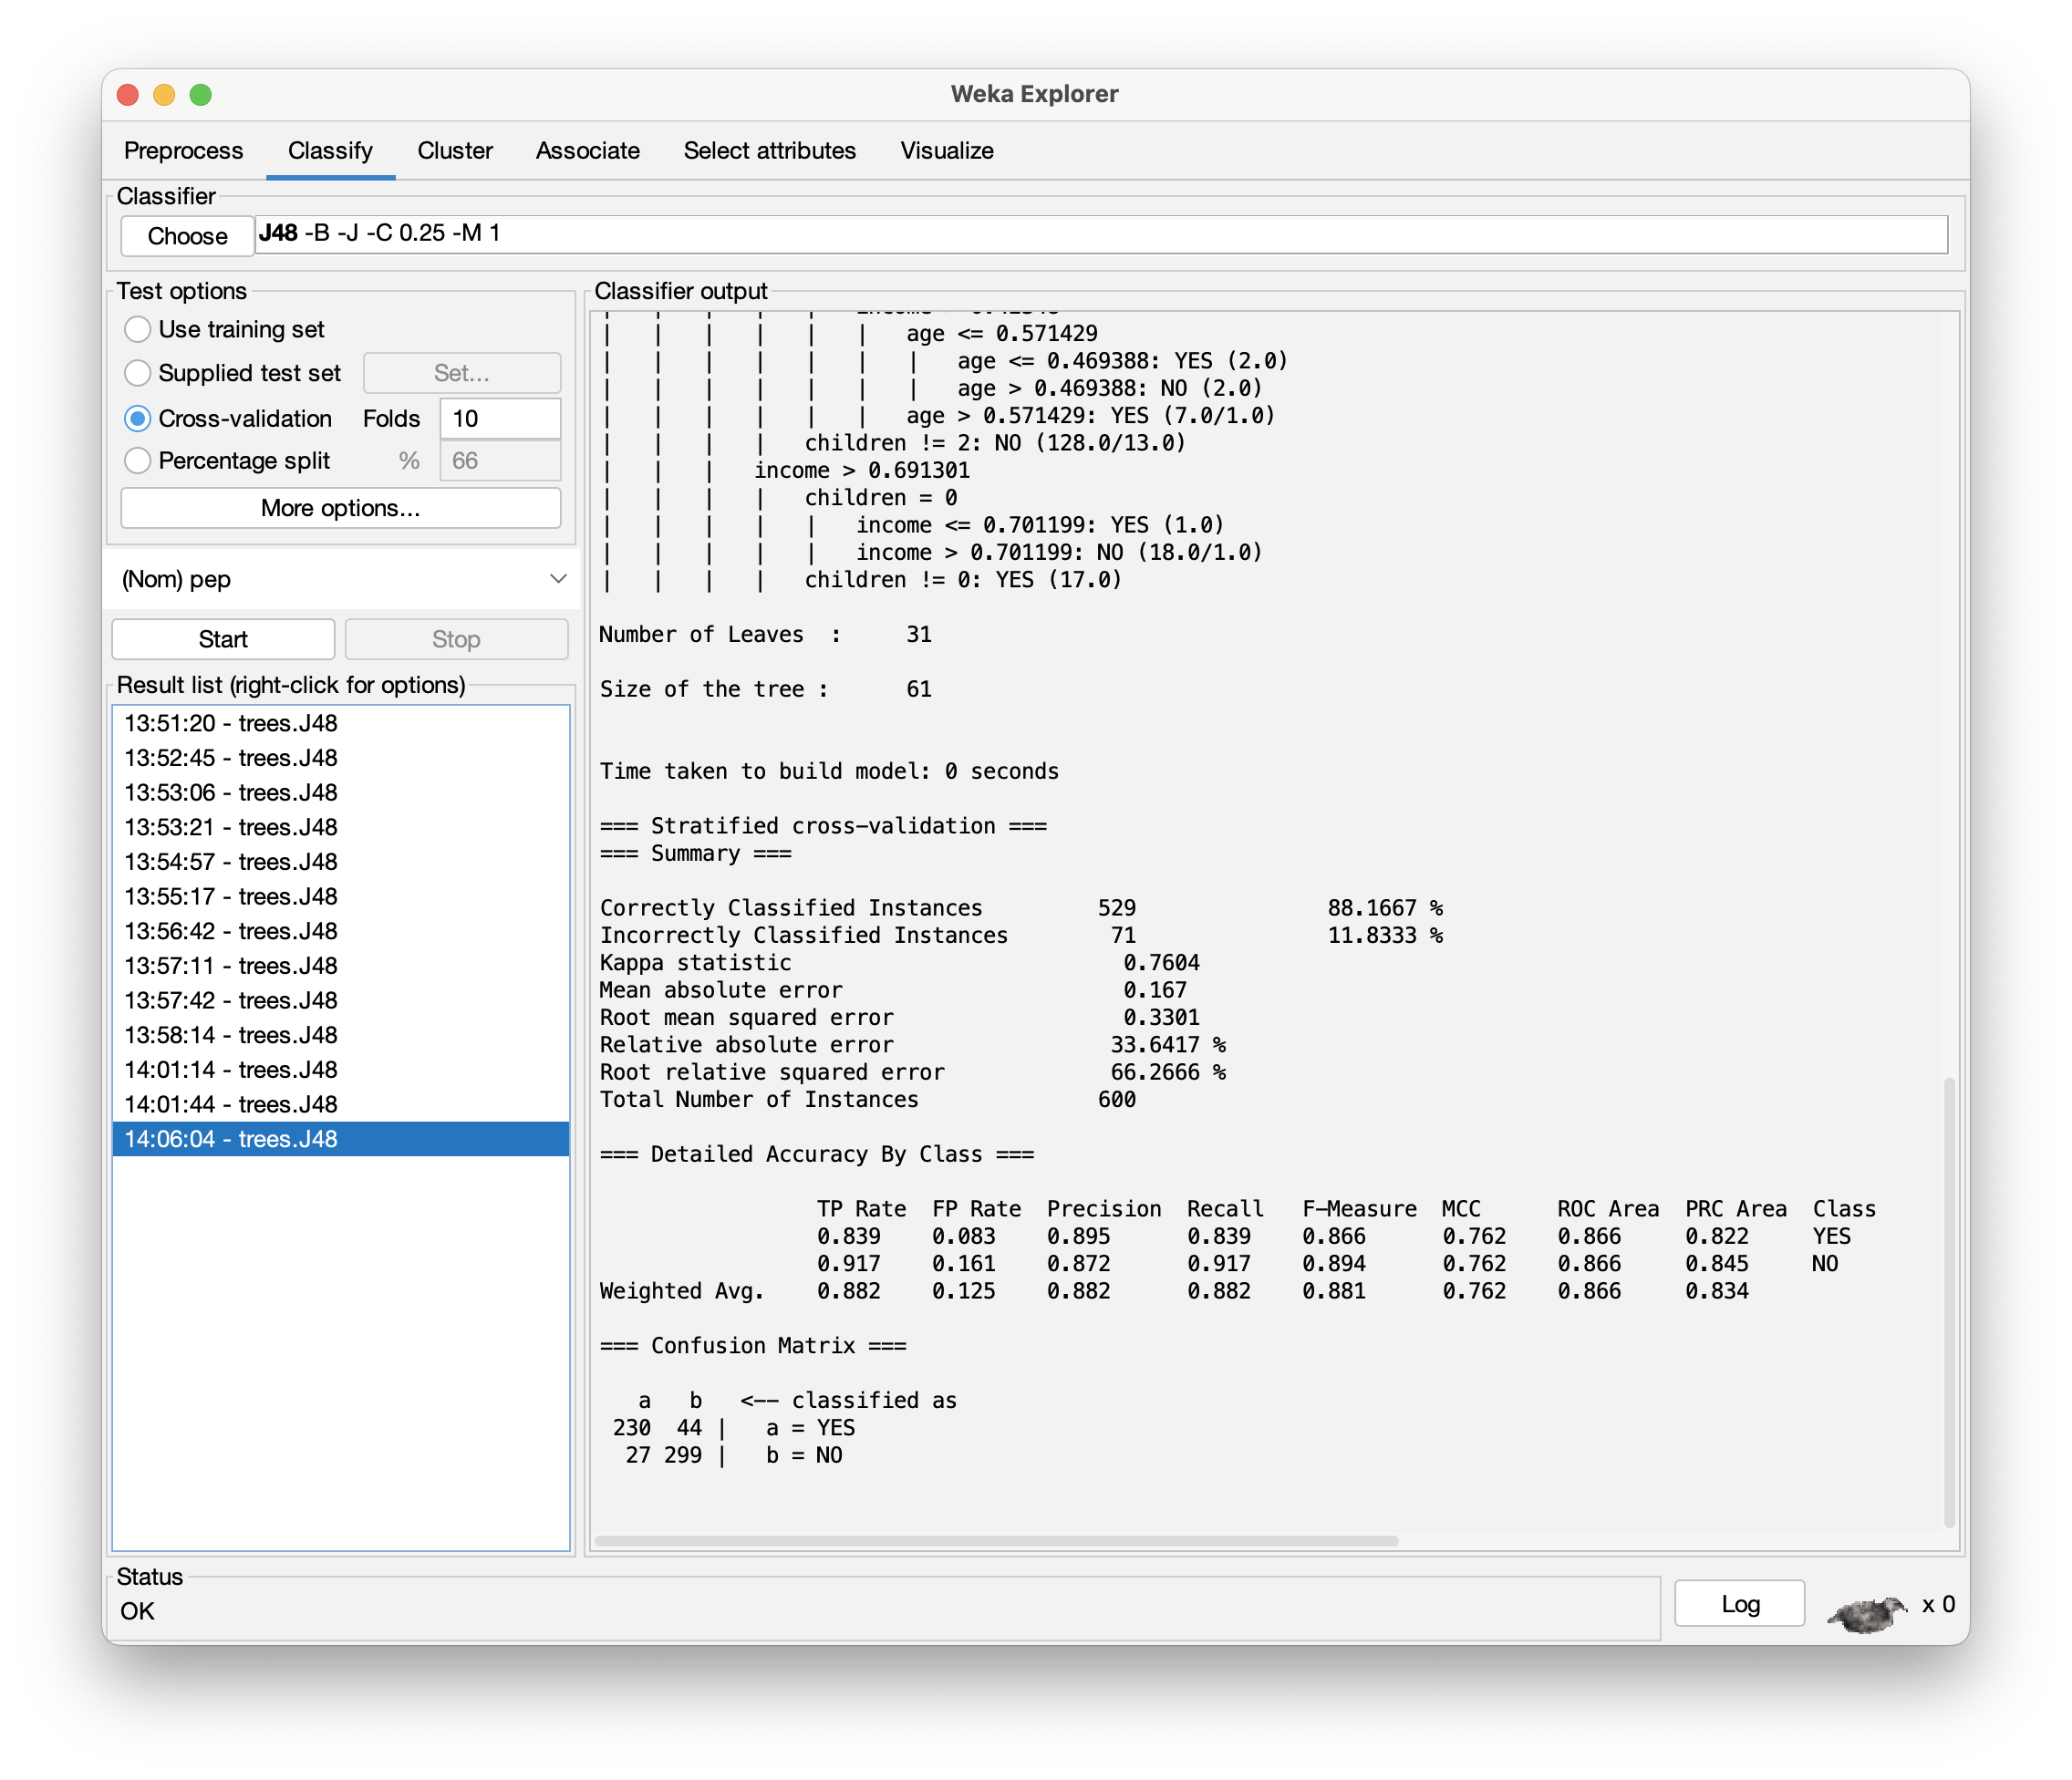 Weka Explorer
Preprocess Classify Cluster Associate Select attributes Visualize
Classifier
Choose J48 -B -J -C 0.25 -M 1
Test options
Use training set
Supplied test set Set...
Cross-validation Folds 10
Percentage split % 66
More options...
(Nom) pep
Start Stop
Result list (right-click for options)
13:51:20 - trees.J48
13:52:45 - trees.J48
13:53:06 - trees.J48
13:53:21 - trees.J48
13:54:57 - trees.J48
13:55:17 - trees.J48
13:56:42 - trees.J48
13:57:11 - trees.J48
13:57:42 - trees.J48
13:58:14 - trees.J48
14:01:14 - trees.J48
14:01:44 - trees.J48
14:06:04 - trees.J48
Classifier output
| | | | | | age <= 0.571429
| | | | | | | age <= 0.469388: YES (2.0)
| | | | | | | age > 0.469388: NO (2.0)
| | | | | | age > 0.571429: YES (7.0/1.0)
| | | | children != 2: NO (128.0/13.0)
| | | income > 0.691301
| | | | children = 0
| | | | | income <= 0.701199: YES (1.0)
| | | | | income > 0.701199: NO (18.0/1.0)
| | | | children != 0: YES (17.0)
Number of Leaves : 31
Size of the tree : 61
Time taken to build model: 0 seconds
=== Stratified cross-validation ===
=== Summary ===
Correctly Classified Instances 529 88.1667 %
Incorrectly Classified Instances 71 11.8333 %
Kappa statistic 0.7604
Mean absolute error 0.167
Root mean squared error 0.3301
Relative absolute error 33.6417 %
Root relative squared error 66.2666 %
Total Number of Instances 600
=== Detailed Accuracy By Class ===
TP Rate FP Rate Precision Recall F-Measure MCC ROC Area PRC Area Class
0.839 0.083 0.895 0.839 0.866 0.762 0.866 0.822 YES
0.917 0.161 0.872 0.917 0.894 0.762 0.866 0.845 NO
Weighted Avg. 0.882 0.125 0.882 0.882 0.881 0.762 0.866 0.834
=== Confusion Matrix ===
a b <-- classified as
230 44 | a = YES
27 299 | b = NO
Status
OK
Log
x 0